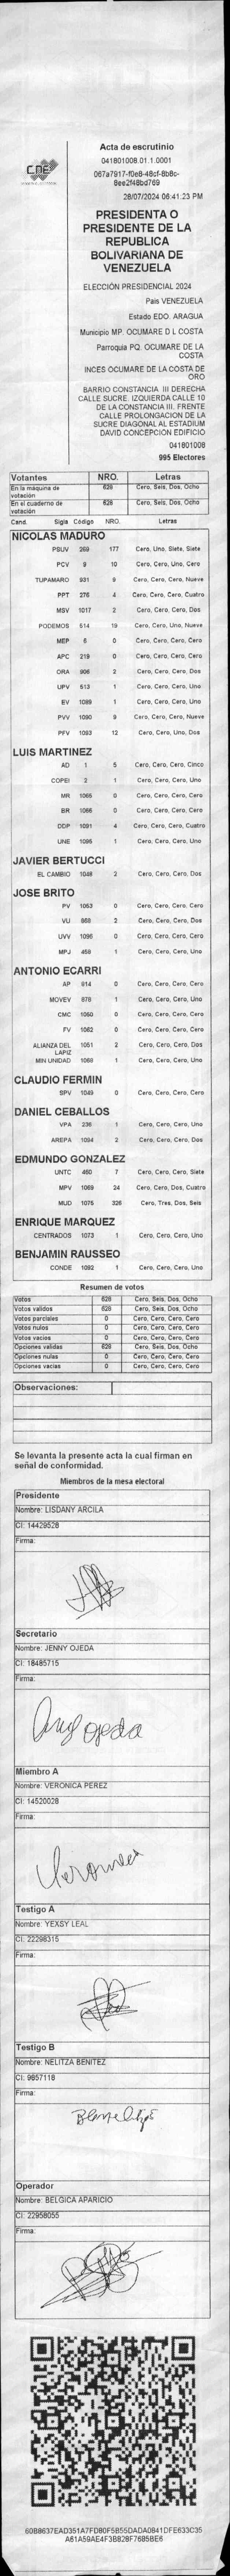 CNE
Acta de escrutinio
041801008.01.1.0001
067a7917-f0e8-48cf-8b8c-
6ee2f48bd769
28/07/2024 06:41:23 PM
PRESIDENTA O
PRESIDENTE DE LA
REPUBLICA
BOLIVARIANA DE
VENEZUELA
ELECCIÓN PRESIDENCIAL 2024
Pais VENEZUELA
Estado EDO. ARAGUA
Municipio MP. OCUMARE D L COSTA
Parroquia PQ. OCUMARE DE LA
COSTA
INCES OCUMARE DE LA COSTA DE
ORO
BARRIO CONSTANCIA III DERECHA
CALLE SUCRE. IZQUIERDA CALLE 10
DE LA CONSTANCIA III. FRENTE
CALLE PROLONGACION DE LA
SUCRE DIAGONAL AL ESTADIUM
DAVID CONCEPCION EDIFICIO
041801008
995 Electores
Votantes NRO. Letras
En la máquina de votación 628 Cero, Seis, Dos, Ocho
En el cuaderno de votación 628 Cero, Seis, Dos, Ocho
Cand. Sigla Código NRO. Letras
NICOLAS MADURO
PSUV 269 177 Cero, Uno, Siete, Siete
PCV 9 10 Cero, Cero, Uno, Cero
TUPAMARO 931 9 Cero, Cero, Cero, Nueve
PPT 276 4 Cero, Cero, Cero, Cuatro
MSV 1017 2 Cero, Cero, Cero, Dos
PODEMOS 514 19 Cero, Cero, Uno, Nueve
MEP 6 0 Cero, Cero, Cero, Cero
APC 219 0 Cero, Cero, Cero, Cero
ORA 906 2 Cero, Cero, Cero, Dos
UPV 513 1 Cero, Cero, Cero, Uno
EV 1089 1 Cero, Cero, Cero, Uno
PVV 1090 9 Cero, Cero, Cero, Nueve
PFV 1093 12 Cero, Cero, Uno, Dos
LUIS MARTINEZ
AD 1 5 Cero, Cero, Cero, Cinco
COPEI 2 1 Cero, Cero, Cero, Uno
MR 1065 0 Cero, Cero, Cero, Cero
BR 1066 0 Cero, Cero, Cero, Cero
DDP 1091 4 Cero, Cero, Cero, Cuatro
UNE 1095 1 Cero, Cero, Cero, Uno
JAVIER BERTUCCI
EL CAMBIO 1048 2 Cero, Cero, Cero, Dos
JOSE BRITO
PV 1053 0 Cero, Cero, Cero, Cero
VU 868 2 Cero, Cero, Cero, Dos
UVV 1096 0 Cero, Cero, Cero, Cero
MPJ 459 1 Cero, Cero, Cero, Uno
ANTONIO ECARRI
AP 914 0 Cero, Cero, Cero, Cero
MOVEV 878 1 Cero, Cero, Cero, Uno
CMC 1050 0 Cero, Cero, Cero, Cero
FV 1062 0 Cero, Cero, Cero, Cero
ALIANZA DEL LAPIZ 1051 2 Cero, Cero, Cero, Dos
MIN UNIDAD 1068 1 Cero, Cero, Cero, Uno
CLAUDIO FERMIN
SPV 1049 0 Cero, Cero, Cero, Cero
DANIEL CEBALLOS
VPA 236 1 Cero, Cero, Cero, Uno
AREPA 1094 2 Cero, Cero, Cero, Dos
EDMUNDO GONZALEZ
UNTC 460 7 Cero, Cero, Cero, Siete
MPV 1069 24 Cero, Cero, Dos, Cuatro
MUD 1075 326 Cero, Tres, Dos, Seis
ENRIQUE MARQUEZ
CENTRADOS 1073 1 Cero, Cero, Cero, Uno
BENJAMIN RAUSSEO
CONDE 1092 1 Cero, Cero, Cero, Uno
Resumen de votos
Votos 628 Cero, Seis, Dos, Ocho
Votos validos 628 Cero, Seis, Dos, Ocho
Votos parciales 0 Cero, Cero, Cero, Cero
Votos nulos 0 Cero, Cero, Cero, Cero
Votos vacios 0 Cero, Cero, Cero, Cero
Opciones validas 628 Cero, Seis, Dos, Ocho
Opciones nulas 0 Cero, Cero, Cero, Cero
Opciones vacias 0 Cero, Cero, Cero, Cero
Observaciones:
Se levanta la presente acta la cual firman en
señal de conformidad.
Miembros de la mesa electoral
Presidente
Nombre: LISDANY ARCILA
CI: 14429528
Firma:
Secretario
Nombre: JENNY OJEDA
CI: 18485715
Firma:
Miembro A
Nombre: VERONICA PEREZ
CI: 14520028
Firma:
Veronica
Testigo A
Nombre: YEXSY LEAL
CI: 22298315
Firma:
Testigo B
Nombre: NELITZA BENITEZ
CI: 9657118
Firma:
Operador
Nombre: BELGICA APARICIO
CI: 22958055
Firma:
60B8637EAD351A7FD80F5B55DADA0841DFE633C35
A61A59AE4F3B828F7695BE6